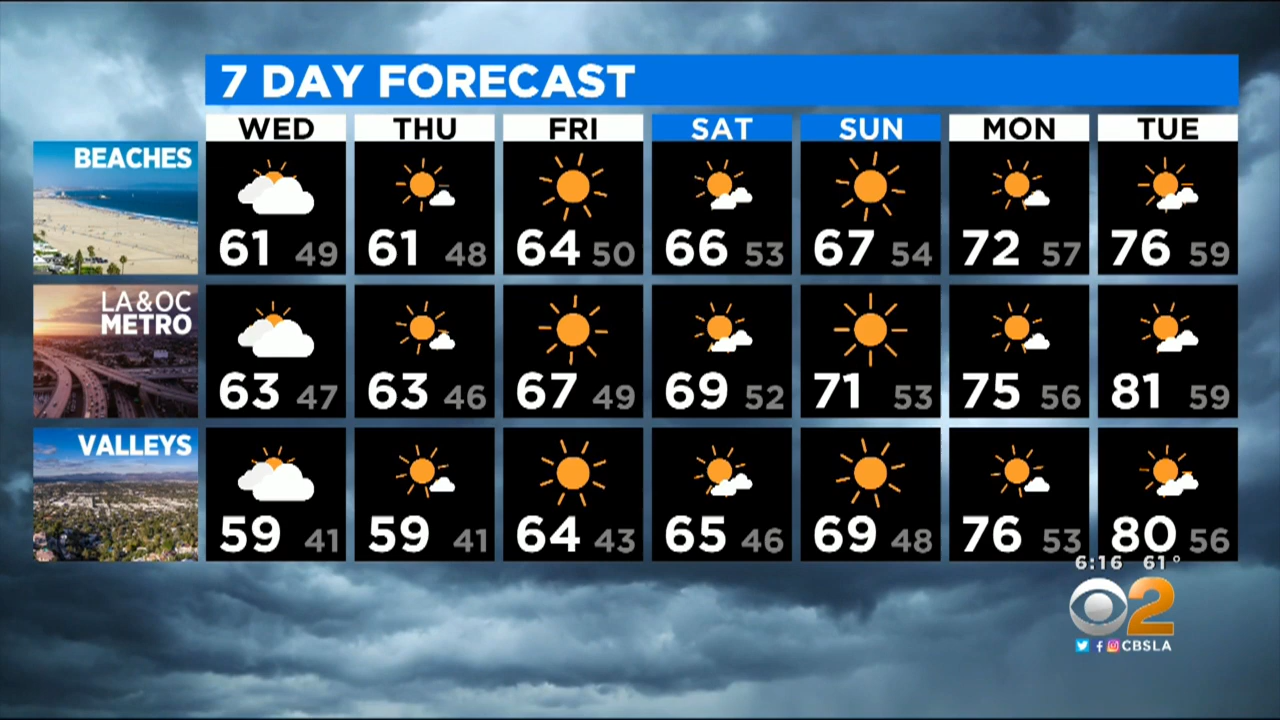 7 DAY FORECAST
WED THU FRI SAT SUN MON TUE
BEACHES
61 49 61 48 64 50 66 53 67 54 72 57 76 59
LA&OC
METRO
63 47 63 46 67 49 69 52 71 53 75 56 81 59
VALLEYS
59 41 59 41 64 43 65 46 69 48 76 53 80 56
6:16 61°
2
CBSLA